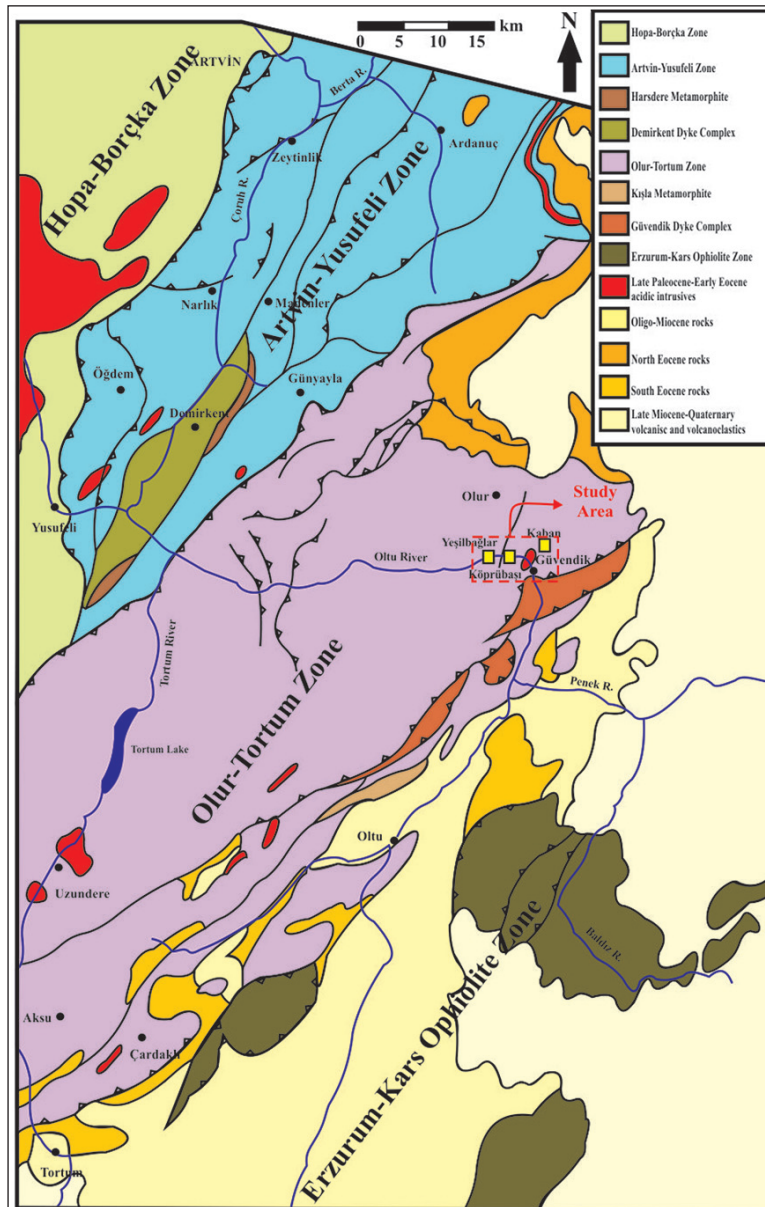 km
0 5 10 15
N
ARTVİN
Berta R.
Hopa-Borçka Zone
Zeytinlik
Ardanuç
Çoruh R.
Artvin-Yusufeli Zone
Narlık
Öğdem
Günyayla
Demirkent
Yusufeli
Olur
Study
Area
Kaban
Yeşilbağlar
Oltu River
Güvendik
Köprübaşı
Tortum River
Penek R.
Olur-Tortum Zone
Tortum Lake
Oltu
Uzundere
Erzurum-Kars Ophiolite Zone
Baldız R.
Aksu
Çardaklı
Tortum
Hopa-Borçka Zone
Artvin-Yusufeli Zone
Harsdere Metamorphite
Demirkent Dyke Complex
Olur-Tortum Zone
Kışla Metamorphite
Güvendik Dyke Complex
Erzurum-Kars Ophiolite Zone
Late Paleocene-Early Eocene
acidic intrusives
Oligo-Miocene rocks
North Eocene rocks
South Eocene rocks
Late Miocene-Quaternary
volcanisc and volcanoclastics